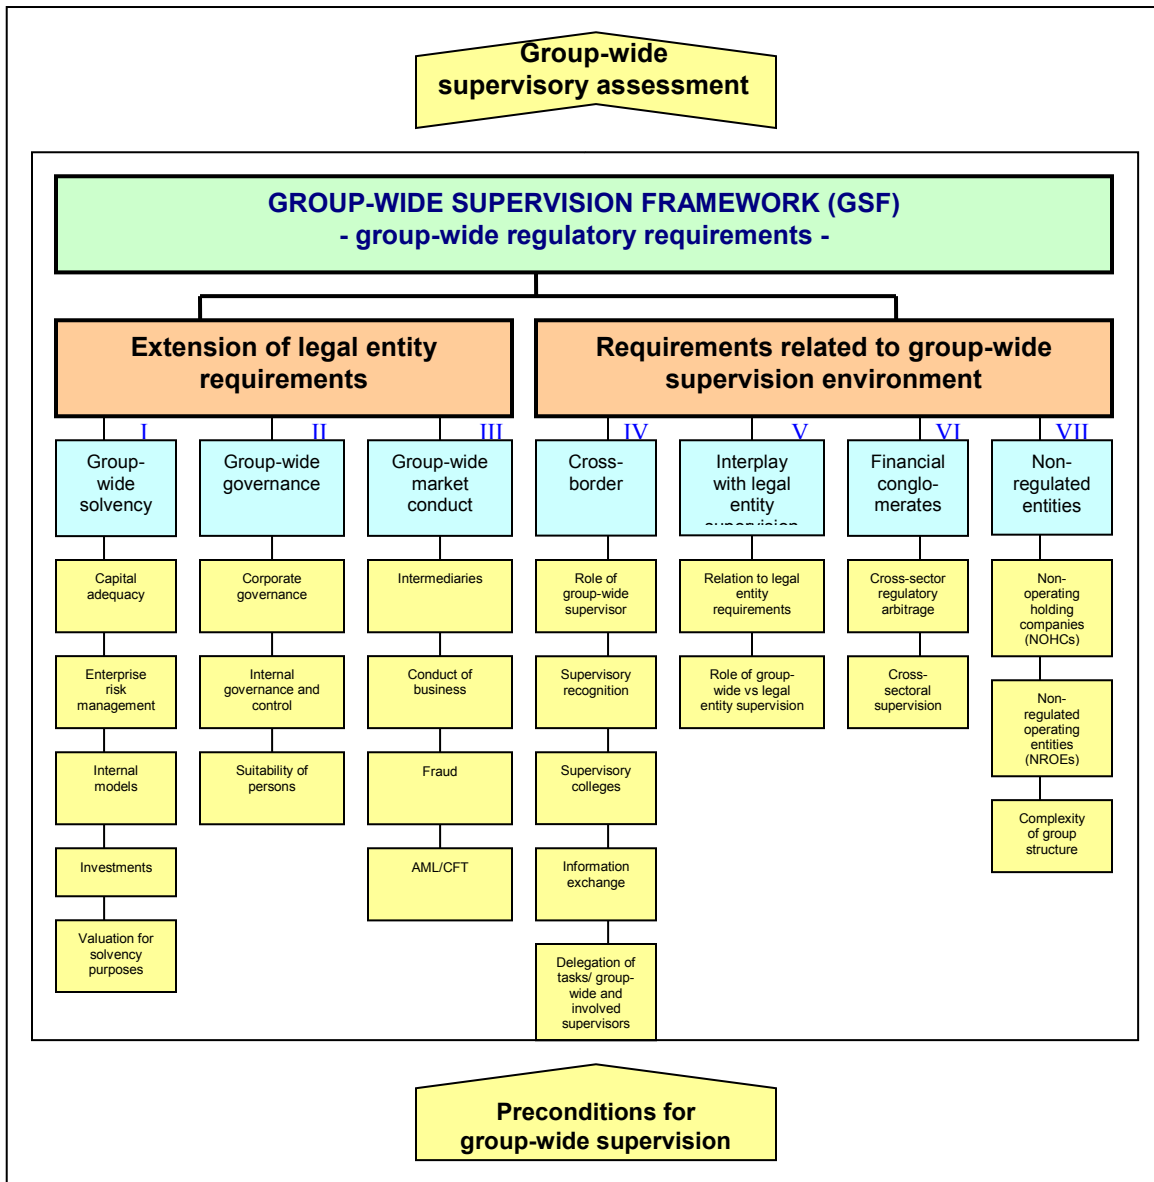 Group-wide
supervisory assessment
GROUP-WIDE SUPERVISION FRAMEWORK (GSF)
- group-wide regulatory requirements -
Extension of legal entity
requirements
Requirements related to group-wide
supervision environment
I
Group-
wide
solvency
Capital
adequacy
Enterprise
risk
management
Internal
models
Investments
Valuation for
solvency
purposes
II
Group-wide
governance
Corporate
governance
Internal
governance and
control
Suitability of
persons
III
Group-wide
market
conduct
Intermediaries
Conduct of
business
Fraud
AML/CFT
IV
Cross-
border
Role of
group-wide
supervisor
Supervisory
recognition
Supervisory
colleges
Information
exchange
Delegation of
tasks/ group-
wide and
involved
supervisors
V
Interplay
with legal
entity
supervision
Relation to legal
entity
requirements
Role of group-
wide vs legal
entity supervision
VI
Financial
conglo-
merates
Cross-sector
regulatory
arbitrage
Cross-
sectoral
supervision
VII
Non-
regulated
entities
Non-
operating
holding
companies
(NOHCs)
Non-
regulated
operating
entities
(NROEs)
Complexity
of group
structure
Preconditions for
group-wide supervision